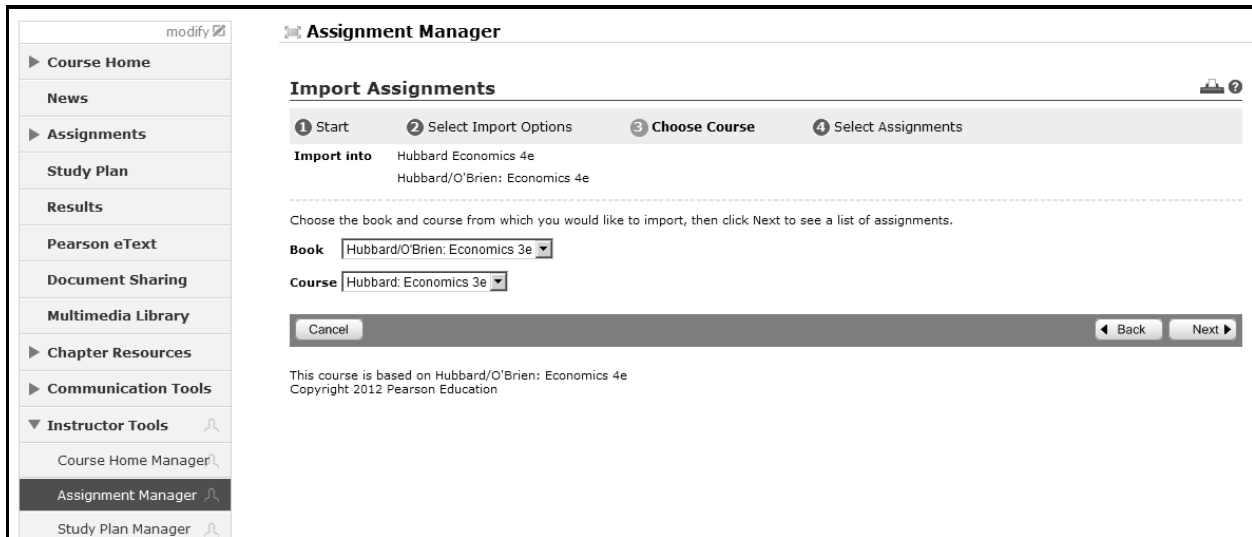 modify
Course Home
News
Assignments
Study Plan
Results
Pearson eText
Document Sharing
Multimedia Library
Chapter Resources
Communication Tools
Instructor Tools
Course Home Manager
Assignment Manager
Study Plan Manager
Assignment Manager
Import Assignments
?
1 Start 2 Select Import Options 3 Choose Course 4 Select Assignments
Import into Hubbard Economics 4e
Hubbard/O'Brien: Economics 4e
Choose the book and course from which you would like to import, then click Next to see a list of assignments.
Book Hubbard/O'Brien: Economics 3e
Course Hubbard: Economics 3e
Cancel Back Next
This course is based on Hubbard/O'Brien: Economics 4e
Copyright 2012 Pearson Education